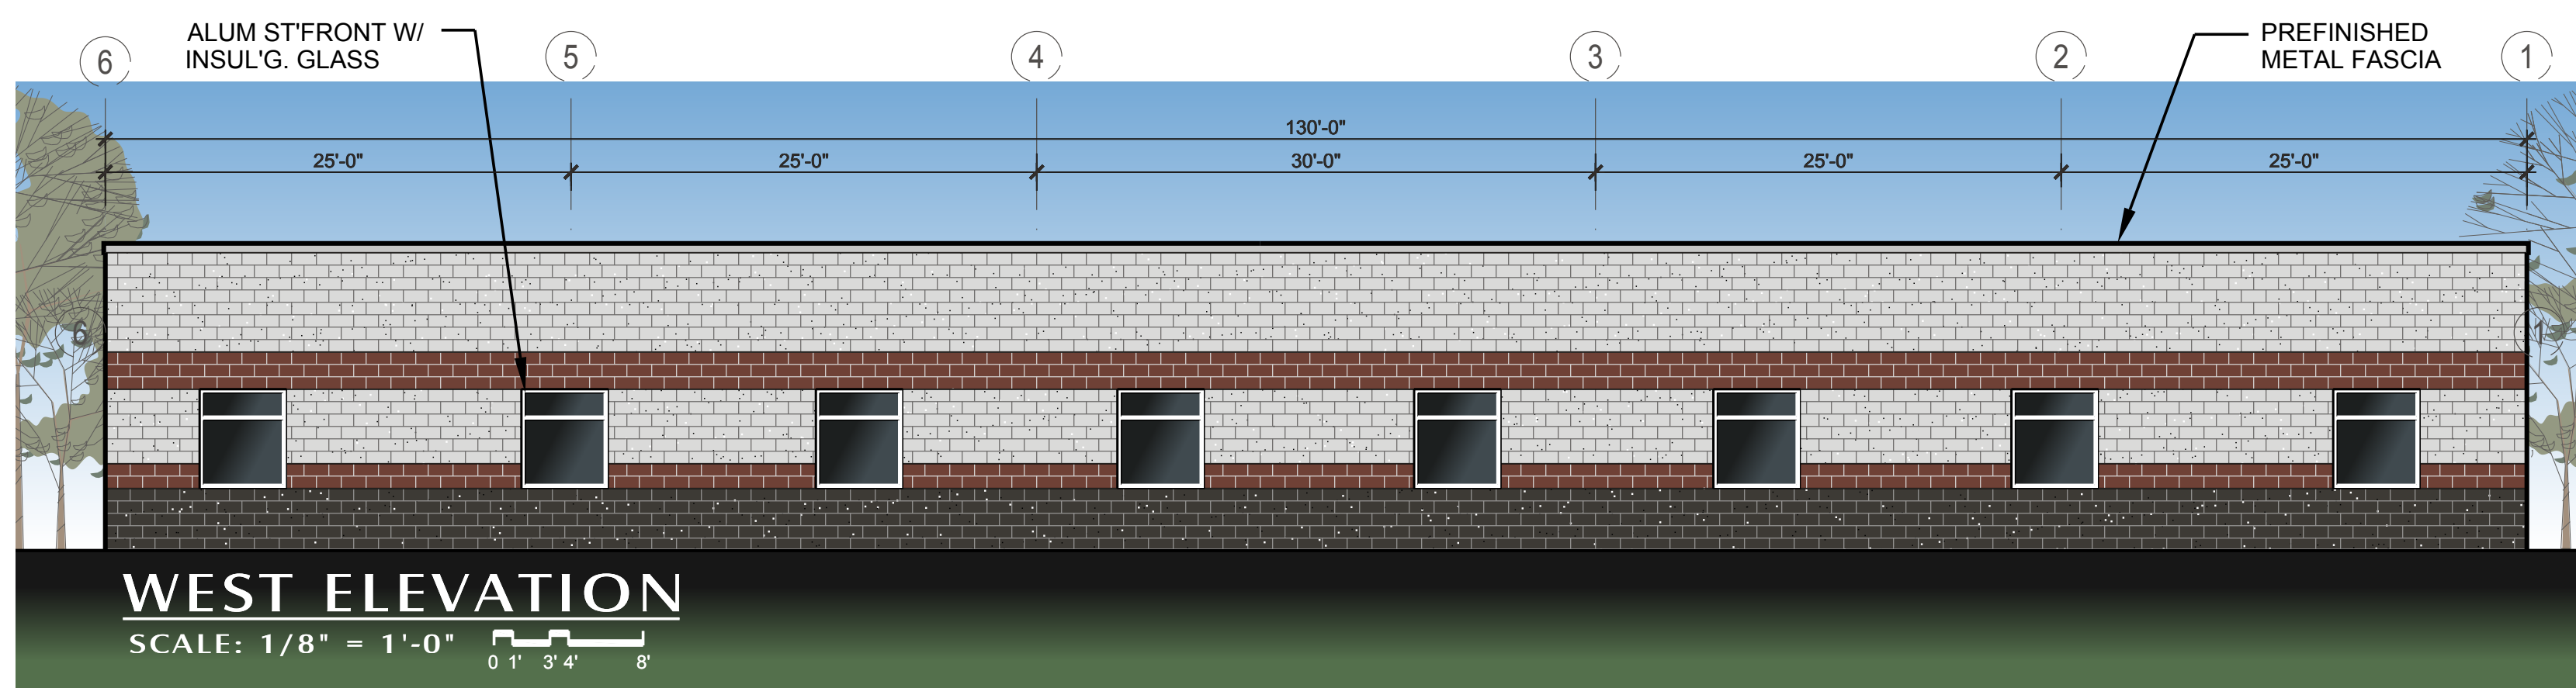 ALUM ST'FRONT W/
INSUL'G. GLASS
PREFINISHED
METAL FASCIA
6 5 4 3 2 1
130'-0"
25'-0" 25'-0" 30'-0" 25'-0" 25'-0"
6 1
WEST ELEVATION
SCALE: 1/8" = 1'-0"
0 1' 3' 4' 8'